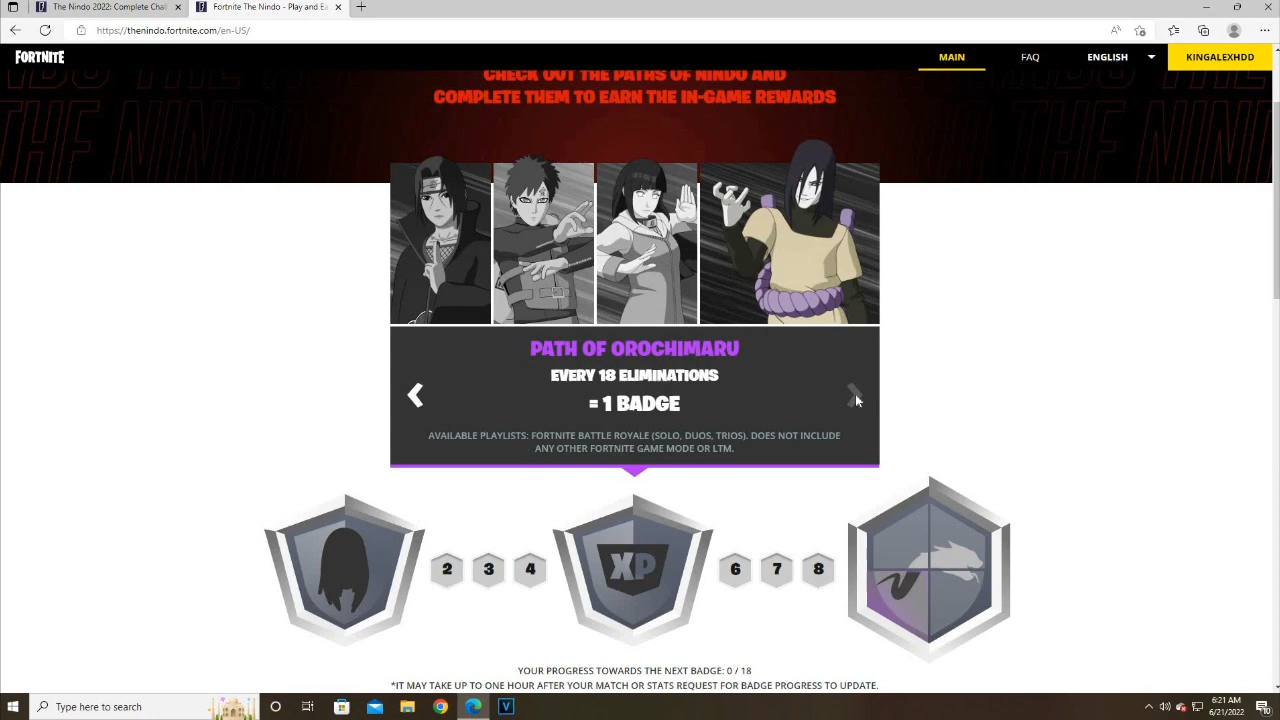 The Nindo 2022: Complete Chall
Fortnite The Nindo - Play and Ea
https://thenindo.fortnite.com/en-US/
FORTNITE
MAIN
FAQ
ENGLISH
KINGALEXHDD
CHECK OUT THE PATHS OF NINDO AND
COMPLETE THEM TO EARN THE IN-GAME REWARDS
THE NINDO
PATH OF OROCHIMARU
EVERY 18 ELIMINATIONS
= 1 BADGE
AVAILABLE PLAYLISTS: FORTNITE BATTLE ROYALE (SOLO, DUOS, TRIOS). DOES NOT INCLUDE
ANY OTHER FORTNITE GAME MODE OR LTM.
2 3 4 XP 6 7 8
YOUR PROGRESS TOWARDS THE NEXT BADGE: 0 / 18
*IT MAY TAKE UP TO ONE HOUR AFTER YOUR MATCH OR STATS REQUEST FOR BADGE PROGRESS TO UPDATE.
Type here to search
6:21 AM
6/21/2022